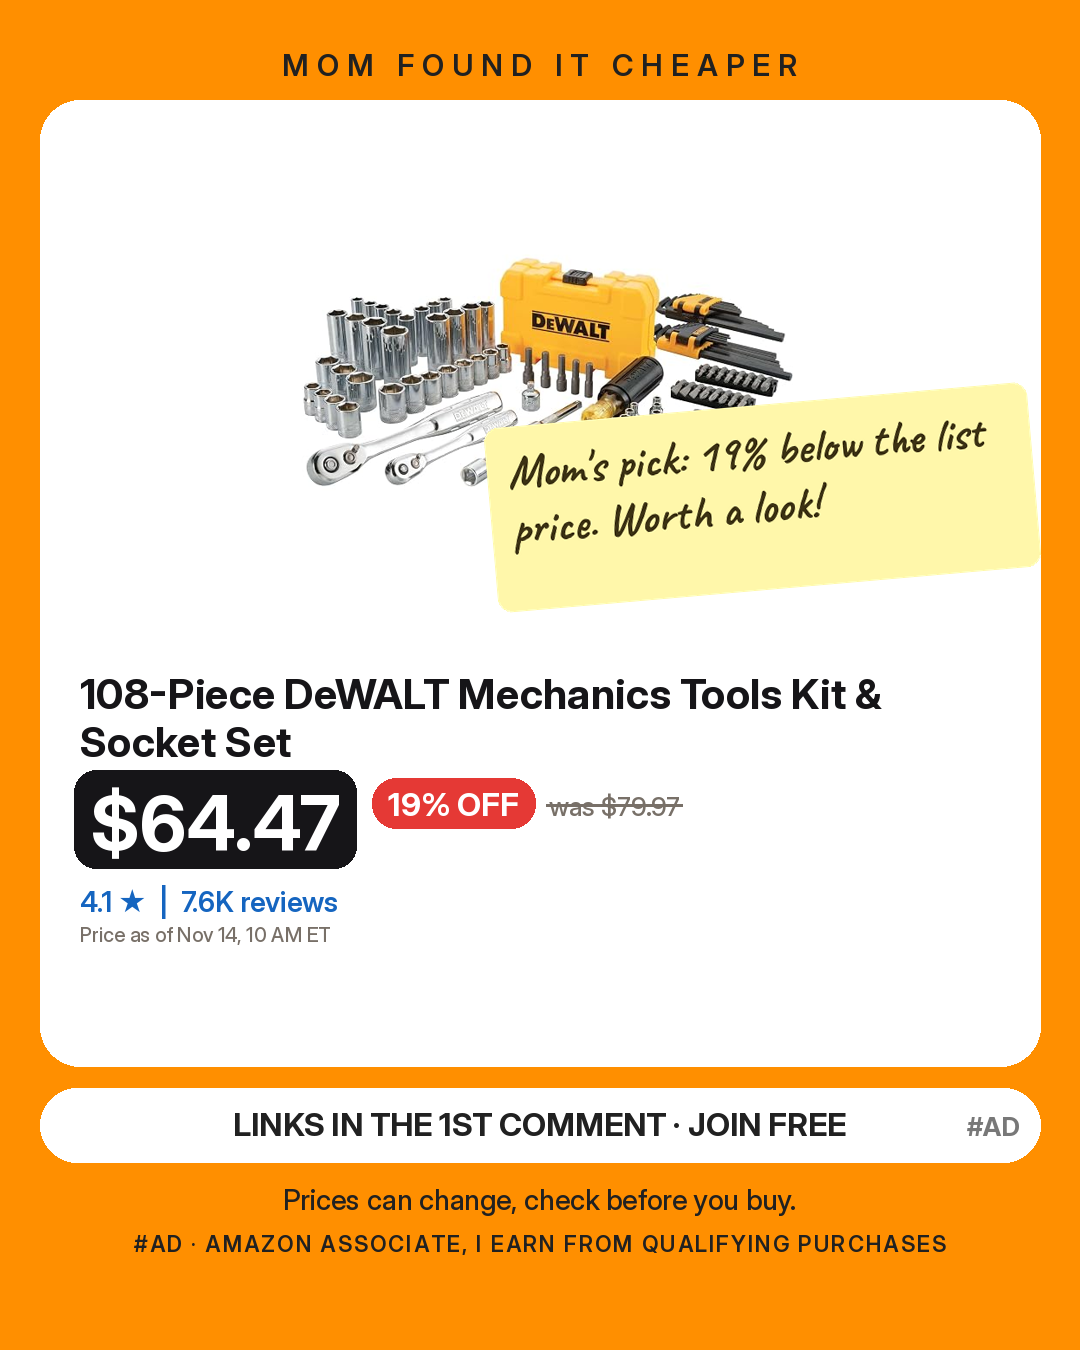 MOM FOUND IT CHEAPER
DEWALT
Mom's pick: 19% below the list
price. Worth a look!
108-Piece DeWALT Mechanics Tools Kit &
Socket Set
$64.47
19% OFF
was $79.97
4.1 ★ | 7.6K reviews
Price as of Nov 14, 10 AM ET
LINKS IN THE 1ST COMMENT · JOIN FREE
#AD
Prices can change, check before you buy.
#AD · AMAZON ASSOCIATE, I EARN FROM QUALIFYING PURCHASES